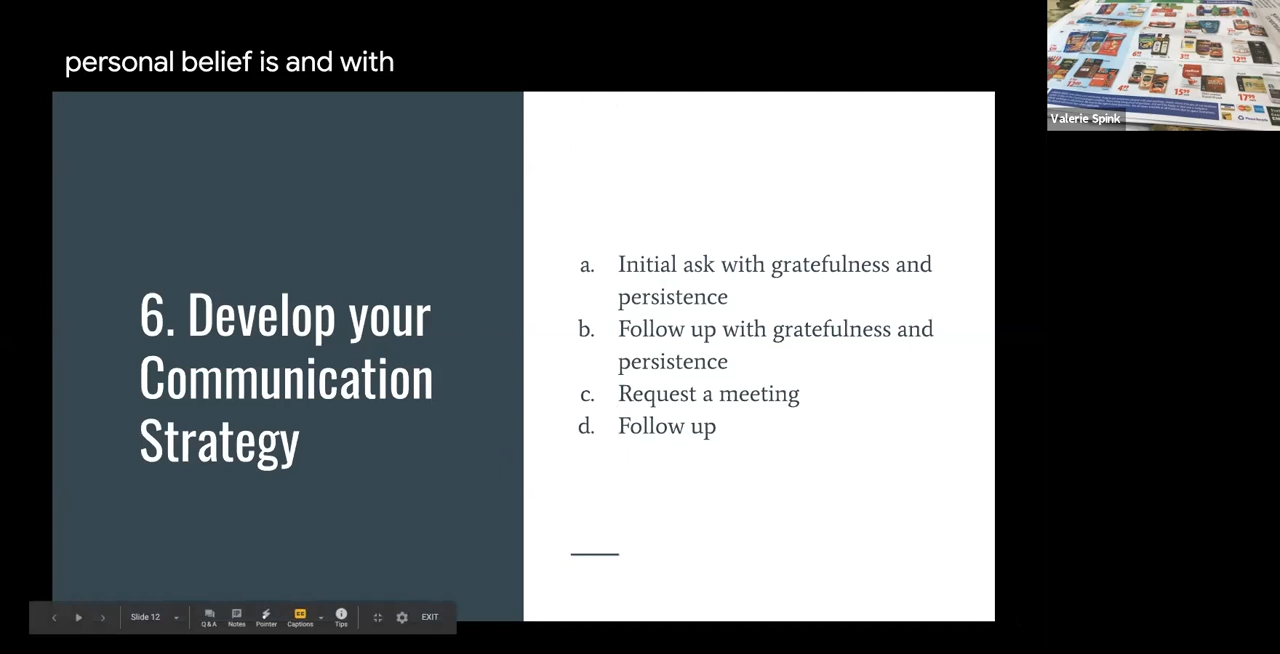 personal belief is and with
Valerie Spink
6. Develop your
Communication
Strategy
a. Initial ask with gratefulness and
persistence
b. Follow up with gratefulness and
persistence
c. Request a meeting
d. Follow up
Slide 12
Q&A
Notes
Pointer
Captions
Tips
EXIT